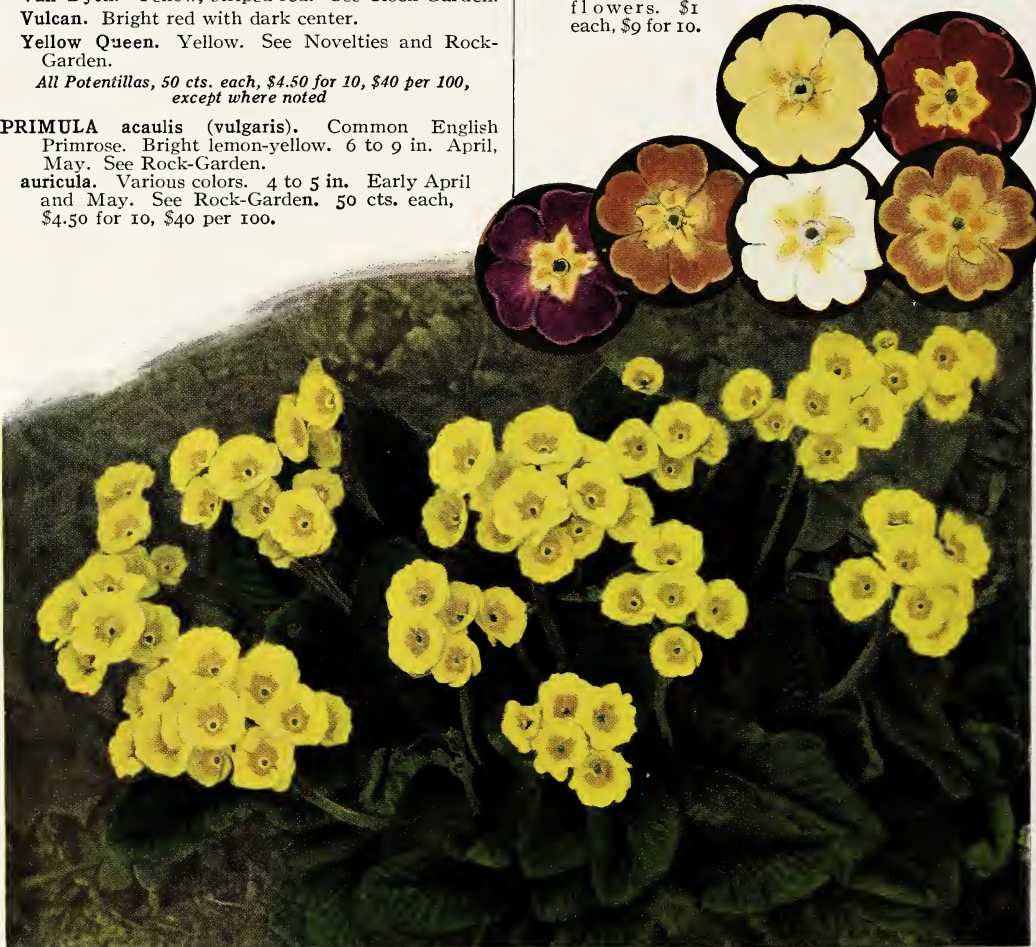 Vulcan. Bright red with dark center.
Yellow Queen. Yellow. See Novelties and Rock-
Garden.
All Potentillas, 50 cts. each, $4.50 for 10, $40 per 100,
except where noted
PRIMULA acaulis (vulgaris). Common English
Primrose. Bright lemon-yellow. 6 to 9 in. April,
May. See Rock-Garden.
auricula. Various colors. 4 to 5 in. Early April
and May. See Rock-Garden. 50 cts. each,
$4.50 for 10, $40 per 100.
flowers. $1
each, $9 for 10.